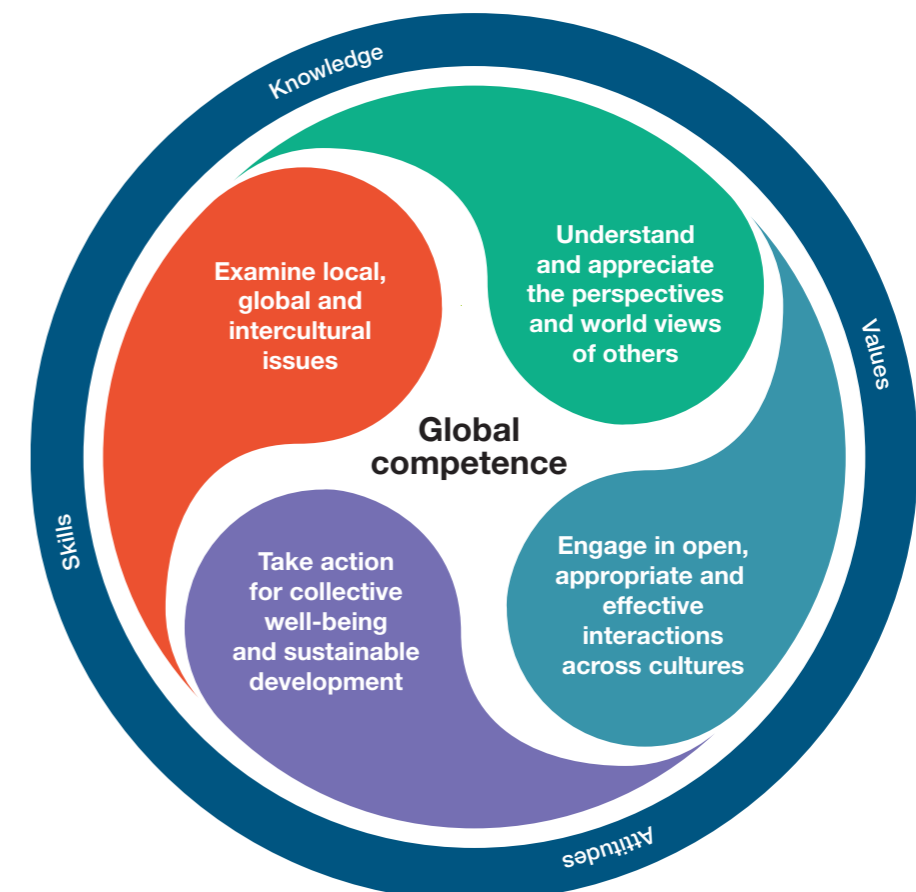 Knowledge
Examine local,
global and
intercultural
issues
Understand
and appreciate
the perspectives
and world views
of others
Values
Global
competence
Skills
Take action
for collective
well-being
and sustainable
development
Engage in open,
appropriate and
effective
interactions
across cultures
Attitudes